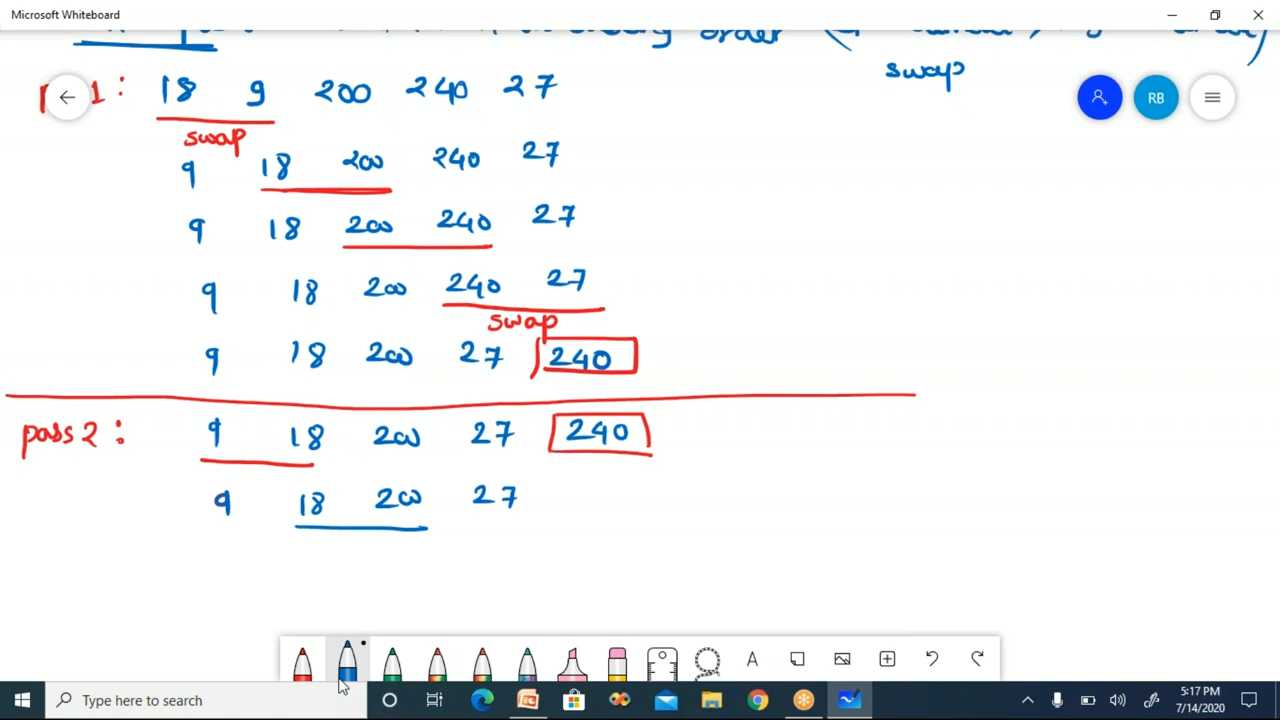 Microsoft Whiteboard
order (
swap
1 : 18 9 200 240 27
RB
swap
9 18 200 240 27
9 18 200 240 27
9 18 200 240 27
swap
9 18 200 27 240
pass 2 : 9 18 200 27 240
9 18 200 27
A
Type here to search
5:17 PM
7/14/2020